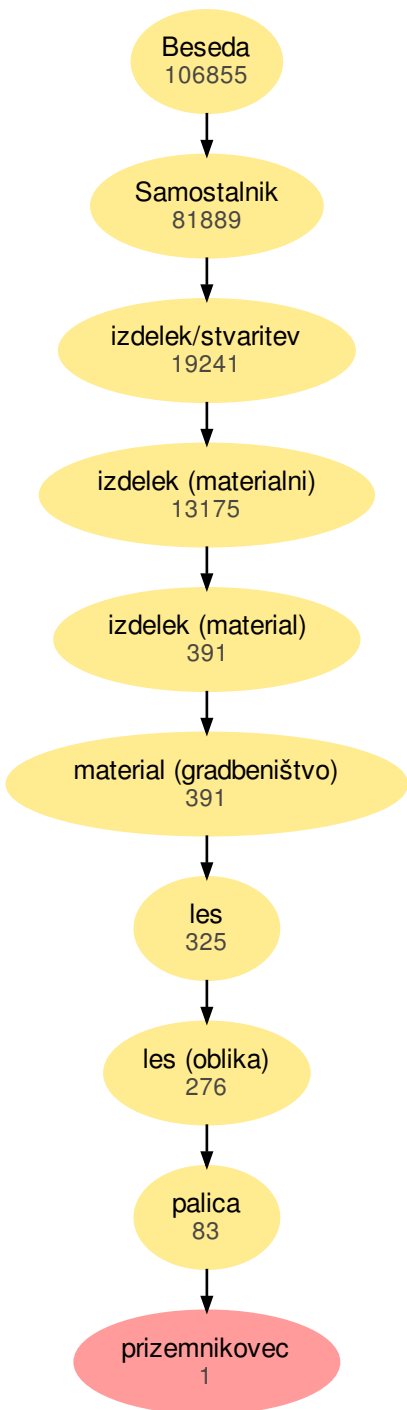 Beseda
106855
Samostalnik
81889
izdelek/stvaritev
19241
izdelek (materialni)
13175
izdelek (material)
391
material (gradbeništvo)
391
les
325
les (oblika)
276
palica
83
prizemnikovec
1